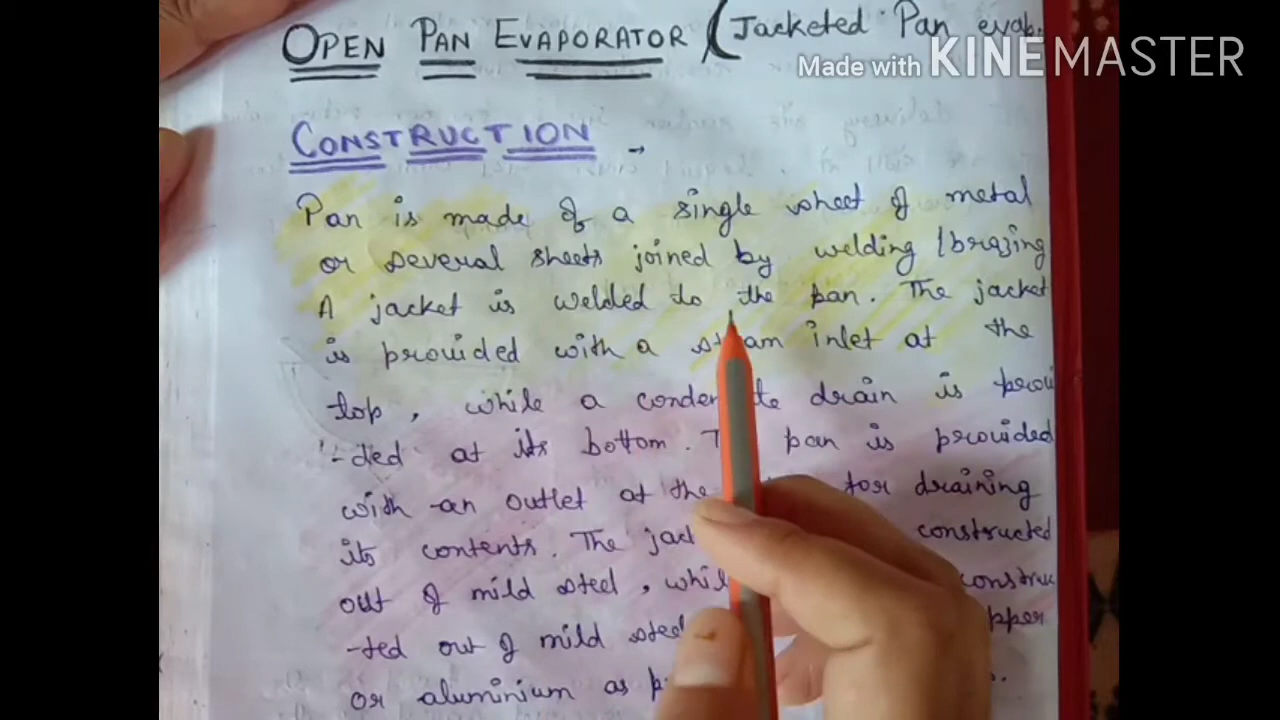 OPEN PAN EVAPORATOR (Jacketed Pan evab.
Made with KINEMASTER
CONSTRUCTION →
Pan is made of a single sheet of metal
or several sheets joined by welding /brazing
A jacket is welded to the pan. The jacket
is provided with a steam inlet at the
top, while a condensate drain is provi
-ded at its bottom. The pan is provided
with an outlet at the for draining
its contents. The jacket constructed
out of mild steel, while construc
-ted out of mild steel copper
or aluminium as